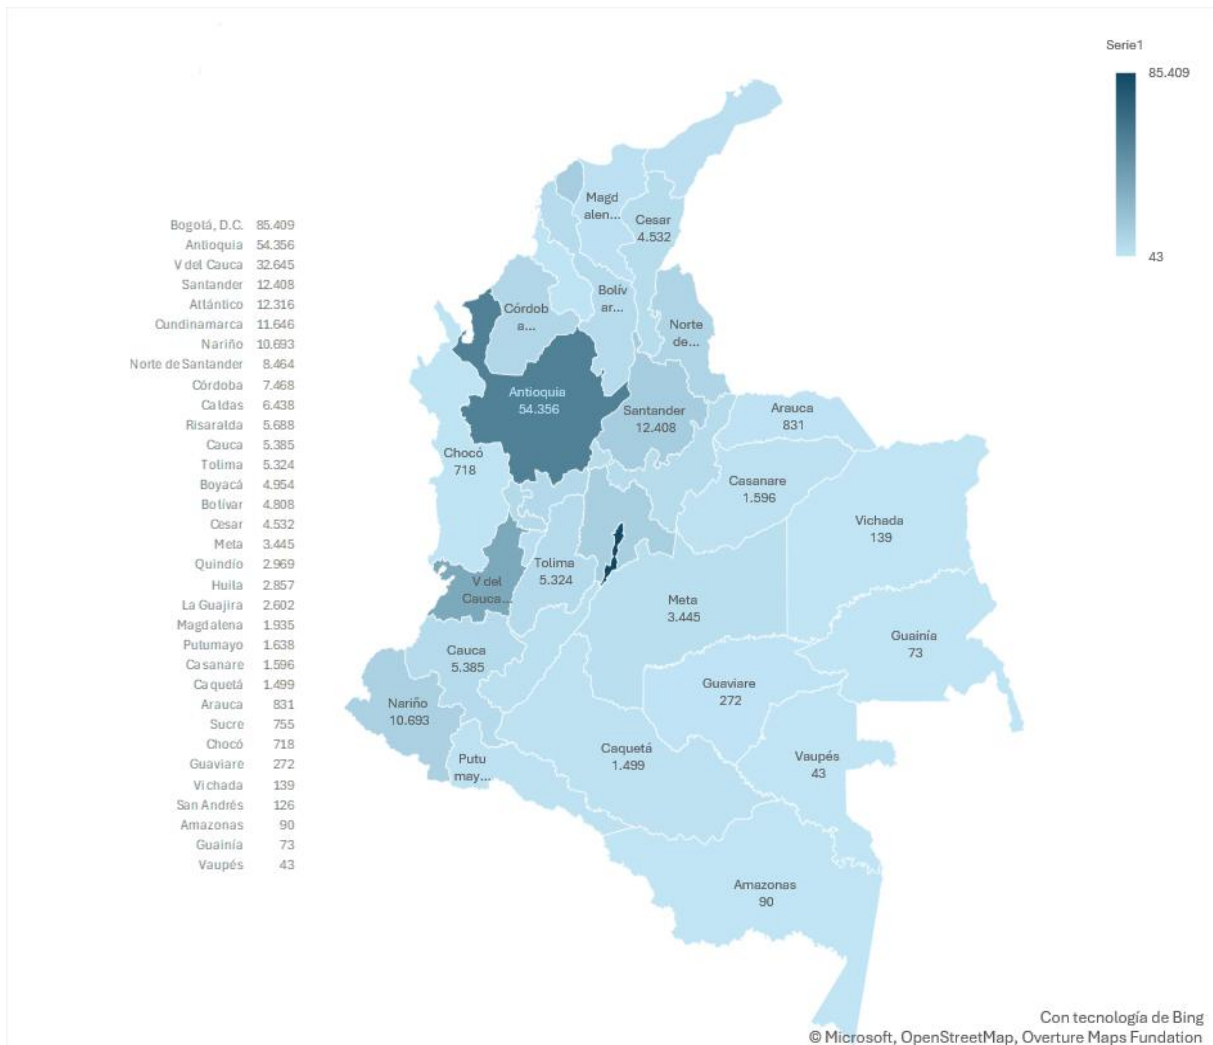 Serie1
85.409
43
Bogotá, D.C. 85.409
Antioquia 54.356
V del Cauca 32.645
Santander 12.408
Atlántico 12.316
Cundinamarca 11.646
Nariño 10.693
Norte de Santander 8.464
Córdoba 7.468
Caldas 6.438
Risaralda 5.688
Cauca 5.385
Tolima 5.324
Boyacá 4.954
Bolívar 4.808
Cesar 4.532
Meta 3.445
Quindío 2.969
Huila 2.857
La Guajira 2.602
Magdalena 1.935
Putumayo 1.638
Casanare 1.596
Caquetá 1.499
Arauca 831
Sucre 755
Chocó 718
Guaviare 272
Vichada 139
San Andrés 126
Amazonas 90
Guainía 73
Vaupés 43
Magd
alen...
Cesar
4.532
Bolív
ar...
Córdob
a...
Norte
de...
Antioquia
54.356
Santander
12.408
Arauca
831
Chocó
718
Casanare
1.596
Vichada
139
Tolima
5.324
V del
Cauca...
Meta
3.445
Guainía
73
Cauca
5.385
Guaviare
272
Nariño
10.693
Caquetá
1.499
Vaupés
43
Putu
may...
Amazonas
90
Con tecnología de Bing
© Microsoft, OpenStreetMap, Overture Maps Fundation